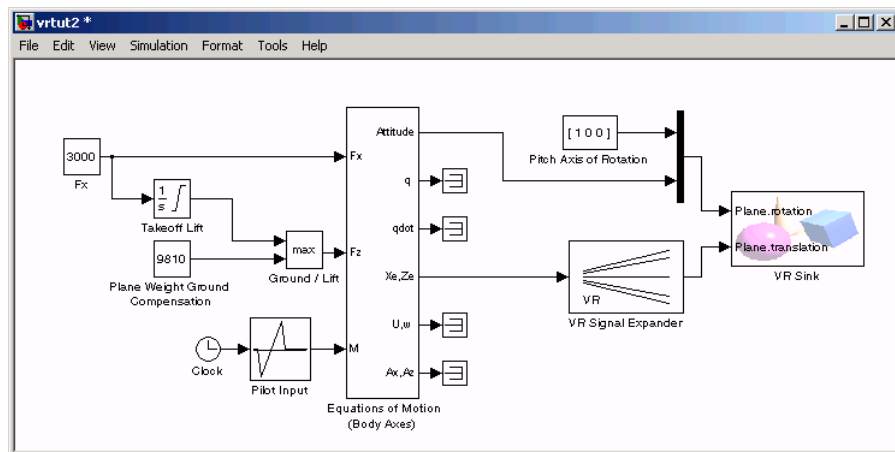 vrtut2 *
File Edit View Simulation Format Tools Help
3000
Fx
1
s
Takeoff Lift
9810
Plane Weight Ground
Compensation
max
Ground / Lift
Clock
Pilot Input
Fx
Fz
M
Attitude
q
qdot
Xe,Ze
U,w
Ax,Az
Equations of Motion
(Body Axes)
[ 1 0 0 ]
Pitch Axis of Rotation
VR
VR Signal Expander
Plane.rotation
Plane.translation
VR Sink